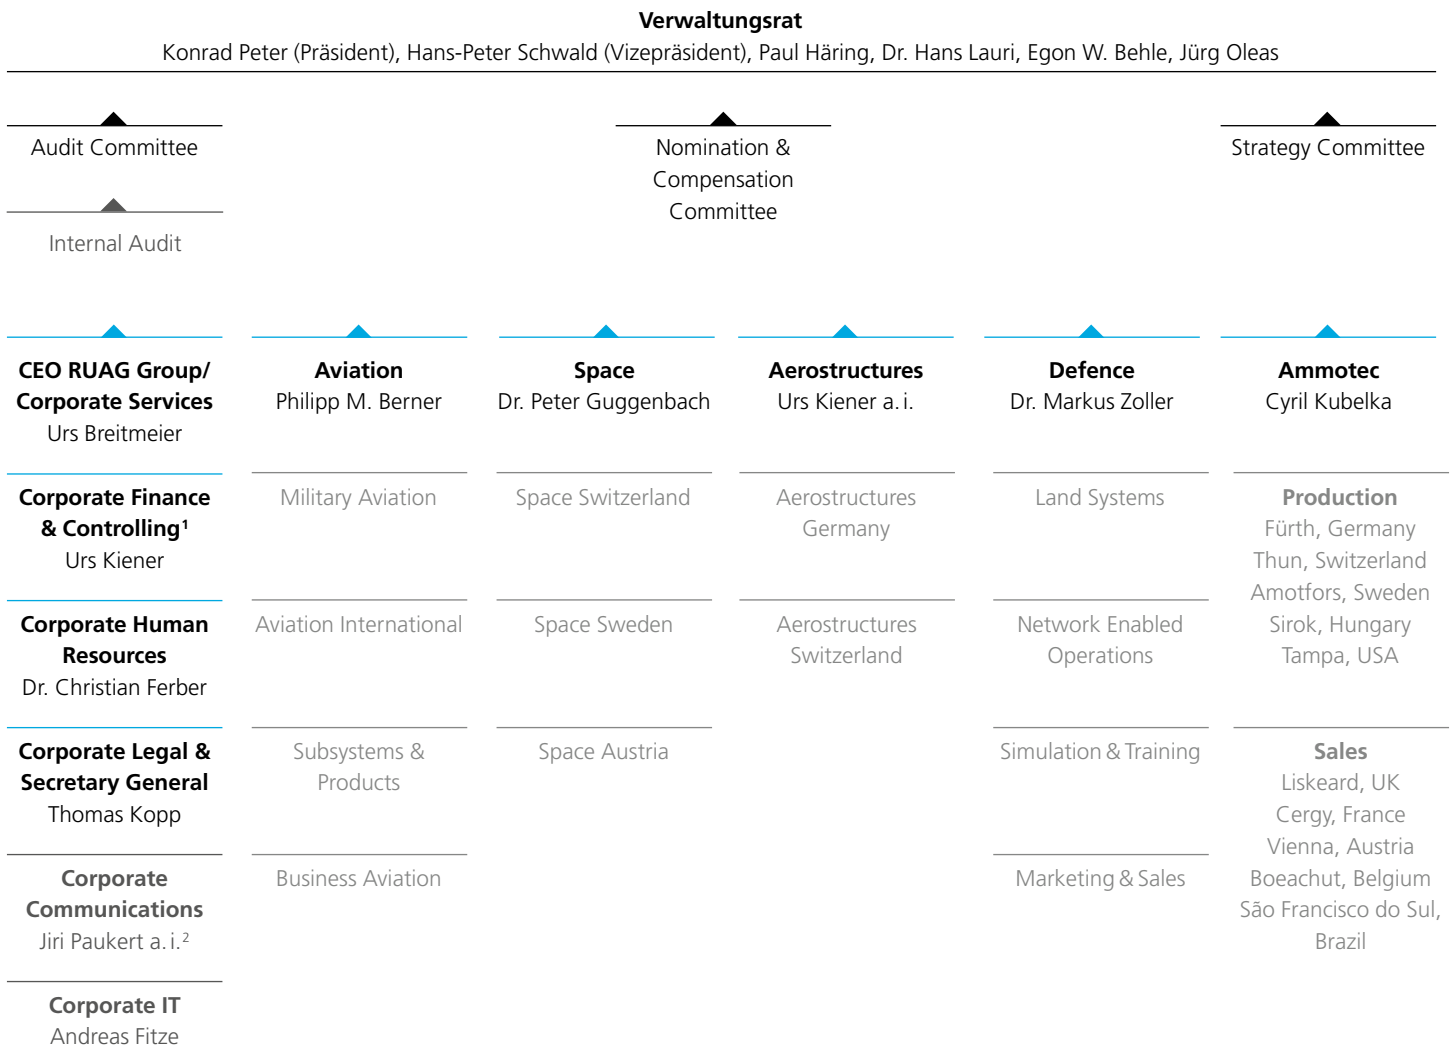 Verwaltungsrat
Konrad Peter (Präsident), Hans-Peter Schwald (Vizepräsident), Paul Häring, Dr. Hans Lauri, Egon W. Behle, Jürg Oleas
Audit Committee
Internal Audit
Nomination &
Compensation
Committee
Strategy Committee
CEO RUAG Group/
Corporate Services
Urs Breitmeier
Corporate Finance
& Controlling¹
Urs Kiener
Corporate Human
Resources
Dr. Christian Ferber
Corporate Legal &
Secretary General
Thomas Kopp
Corporate
Communications
Jiri Paukert a. i.²
Corporate IT
Andreas Fitze
Aviation
Philipp M. Berner
Military Aviation
Aviation International
Subsystems &
Products
Business Aviation
Space
Dr. Peter Guggenbach
Space Switzerland
Space Sweden
Space Austria
Aerostructures
Urs Kiener a. i.
Aerostructures
Germany
Aerostructures
Switzerland
Defence
Dr. Markus Zoller
Land Systems
Network Enabled
Operations
Simulation & Training
Marketing & Sales
Ammotec
Cyril Kubelka
Production
Fürth, Germany
Thun, Switzerland
Amotfors, Sweden
Sirok, Hungary
Tampa, USA
Sales
Liskeard, UK
Cergy, France
Vienna, Austria
Boeachut, Belgium
São Francisco do Sul,
Brazil